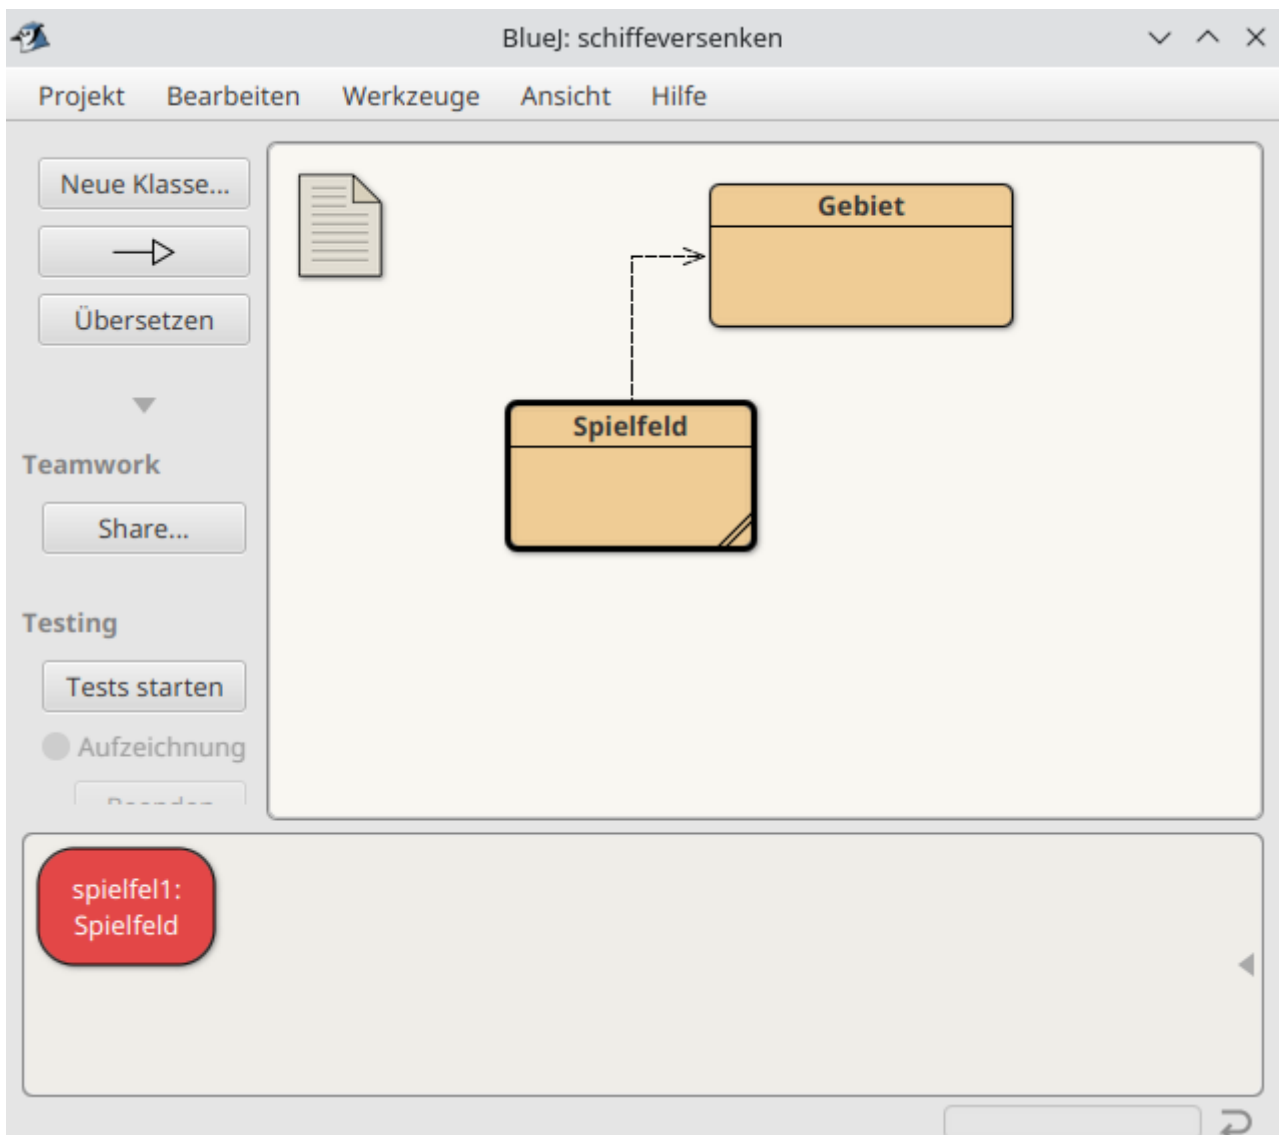 BlueJ: schiffeversenken
Projekt Bearbeiten Werkzeuge Ansicht Hilfe
Neue Klasse...
Übersetzen
Teamwork
Share...
Testing
Tests starten
Aufzeichnung
Gebiet
Spielfeld
spielfel1:
Spielfeld